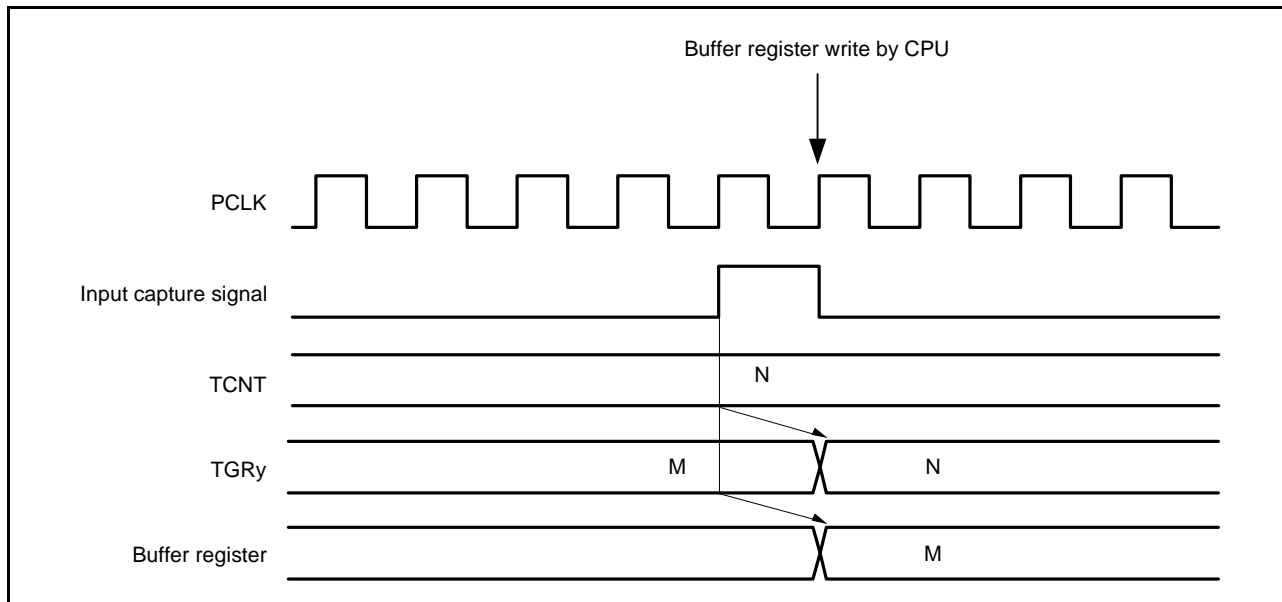 Buffer register write by CPU
PCLK
Input capture signal
TCNT
N
TGRy
M
N
Buffer register
M